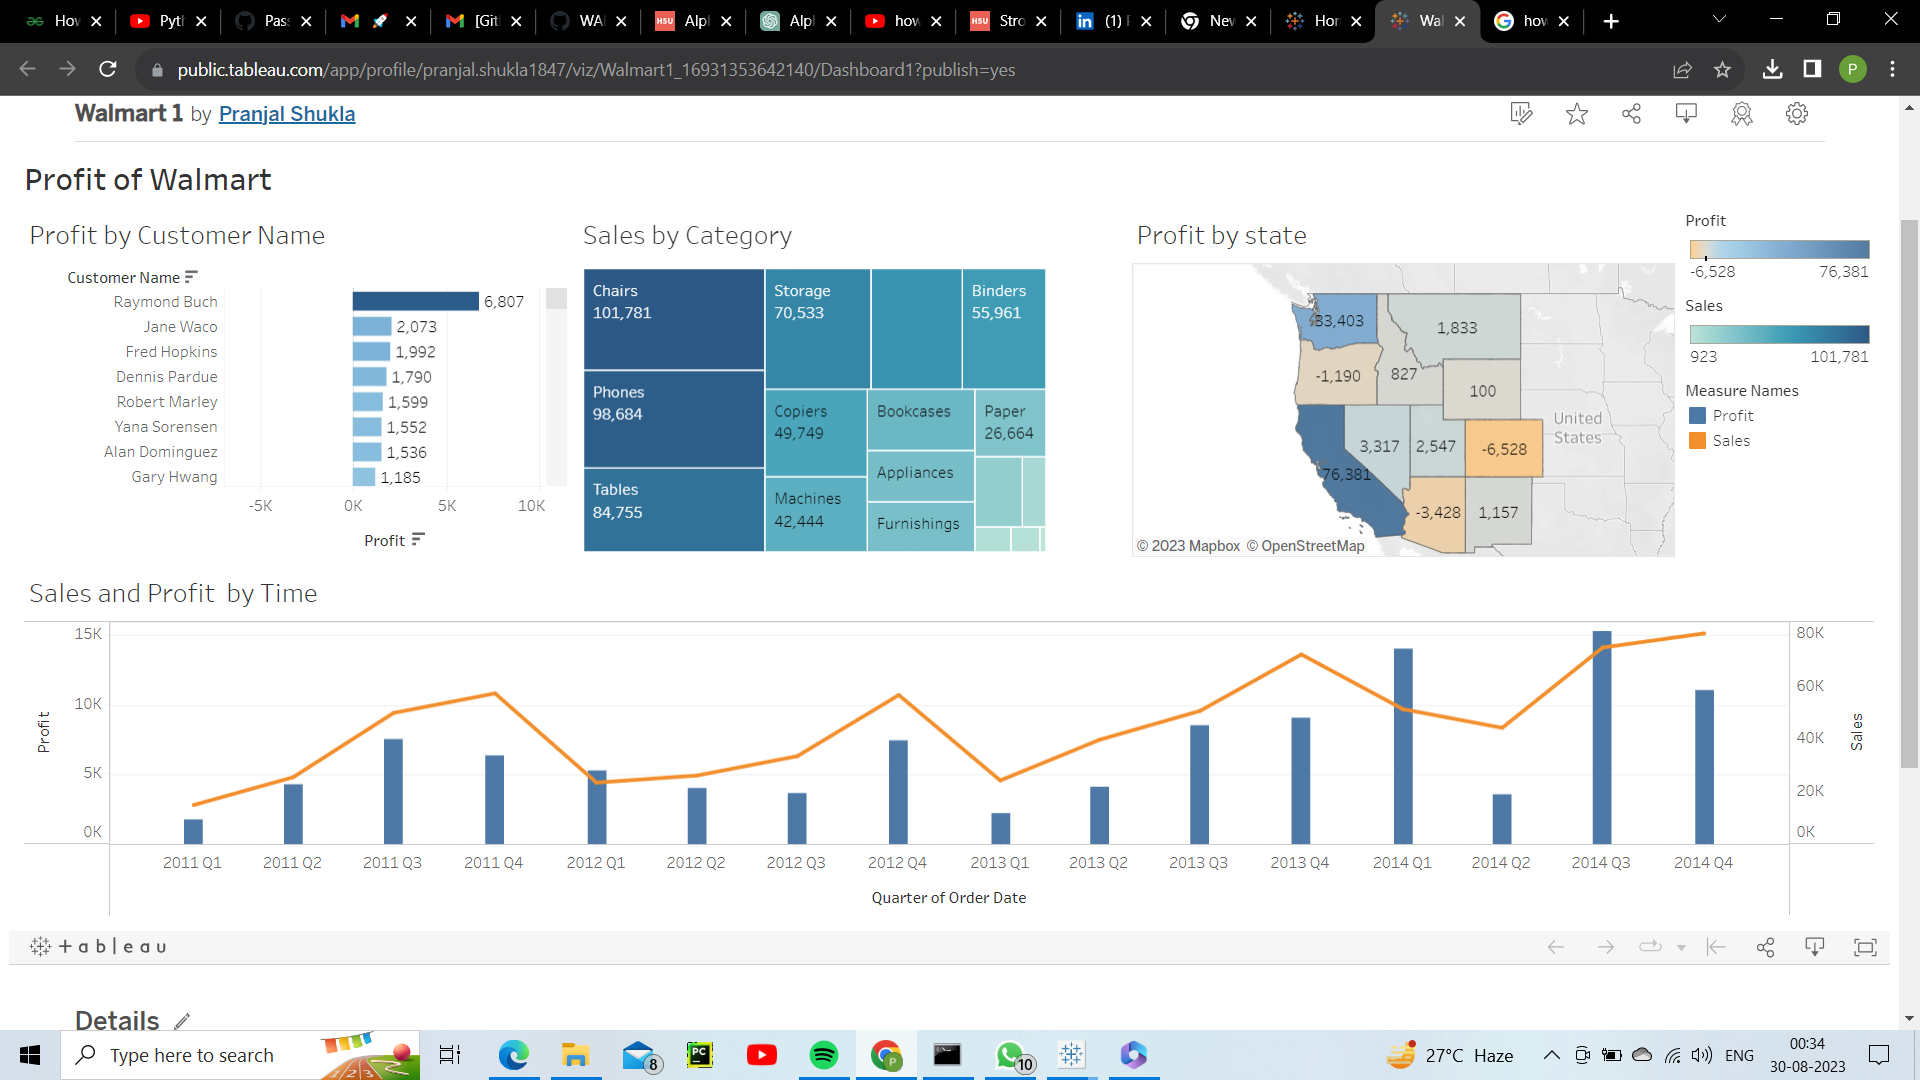 How
Pyth
Pas
[Git
WA
Alp
Alp
how
Stro
(1) F
Nev
Hor
Wal
how
public.tableau.com/app/profile/pranjal.shukla1847/viz/Walmart1_16931353642140/Dashboard1?publish=yes
P
Walmart 1 by Pranjal Shukla
Profit of Walmart
Profit by Customer Name
Customer Name
Raymond Buch 6,807
Jane Waco 2,073
Fred Hopkins 1,992
Dennis Pardue 1,790
Robert Marley 1,599
Yana Sorensen 1,552
Alan Dominguez 1,536
Gary Hwang 1,185
-5K 0K 5K 10K
Profit
Sales by Category
Chairs
101,781
Phones
98,684
Tables
84,755
Storage
70,533
Binders
55,961
Copiers
49,749
Machines
42,444
Bookcases
Appliances
Furnishings
Paper
26,664
Profit by state
33,403
1,833
-1,190
827
100
3,317
2,547
-6,528
76,381
-3,428
1,157
United
States
© 2023 Mapbox © OpenStreetMap
Profit
-6,528 76,381
Sales
923 101,781
Measure Names
Profit
Sales
Sales and Profit by Time
15K
10K
5K
0K
Profit
80K
60K
40K
20K
0K
Sales
2011 Q1 2011 Q2 2011 Q3 2011 Q4 2012 Q1 2012 Q2 2012 Q3 2012 Q4 2013 Q1 2013 Q2 2013 Q3 2013 Q4 2014 Q1 2014 Q2 2014 Q3 2014 Q4
Quarter of Order Date
+ a b l e a u
Details
Type here to search
8
PC
10
27°C Haze
ENG
00:34
30-08-2023